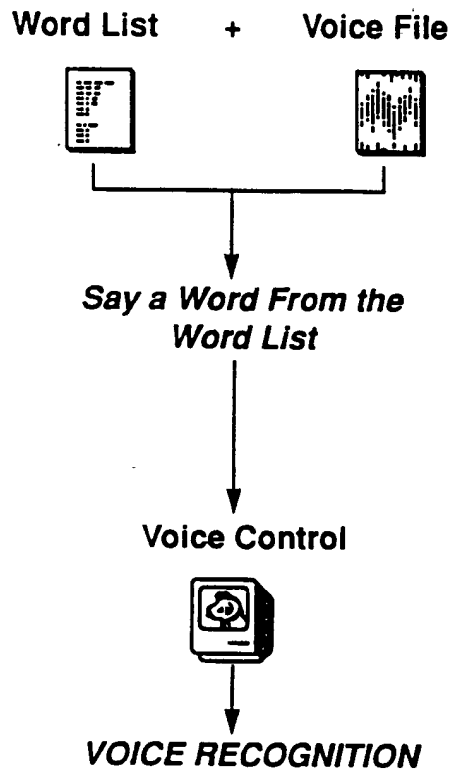 Word List + Voice File
Say a Word From the
Word List
Voice Control
VOICE RECOGNITION